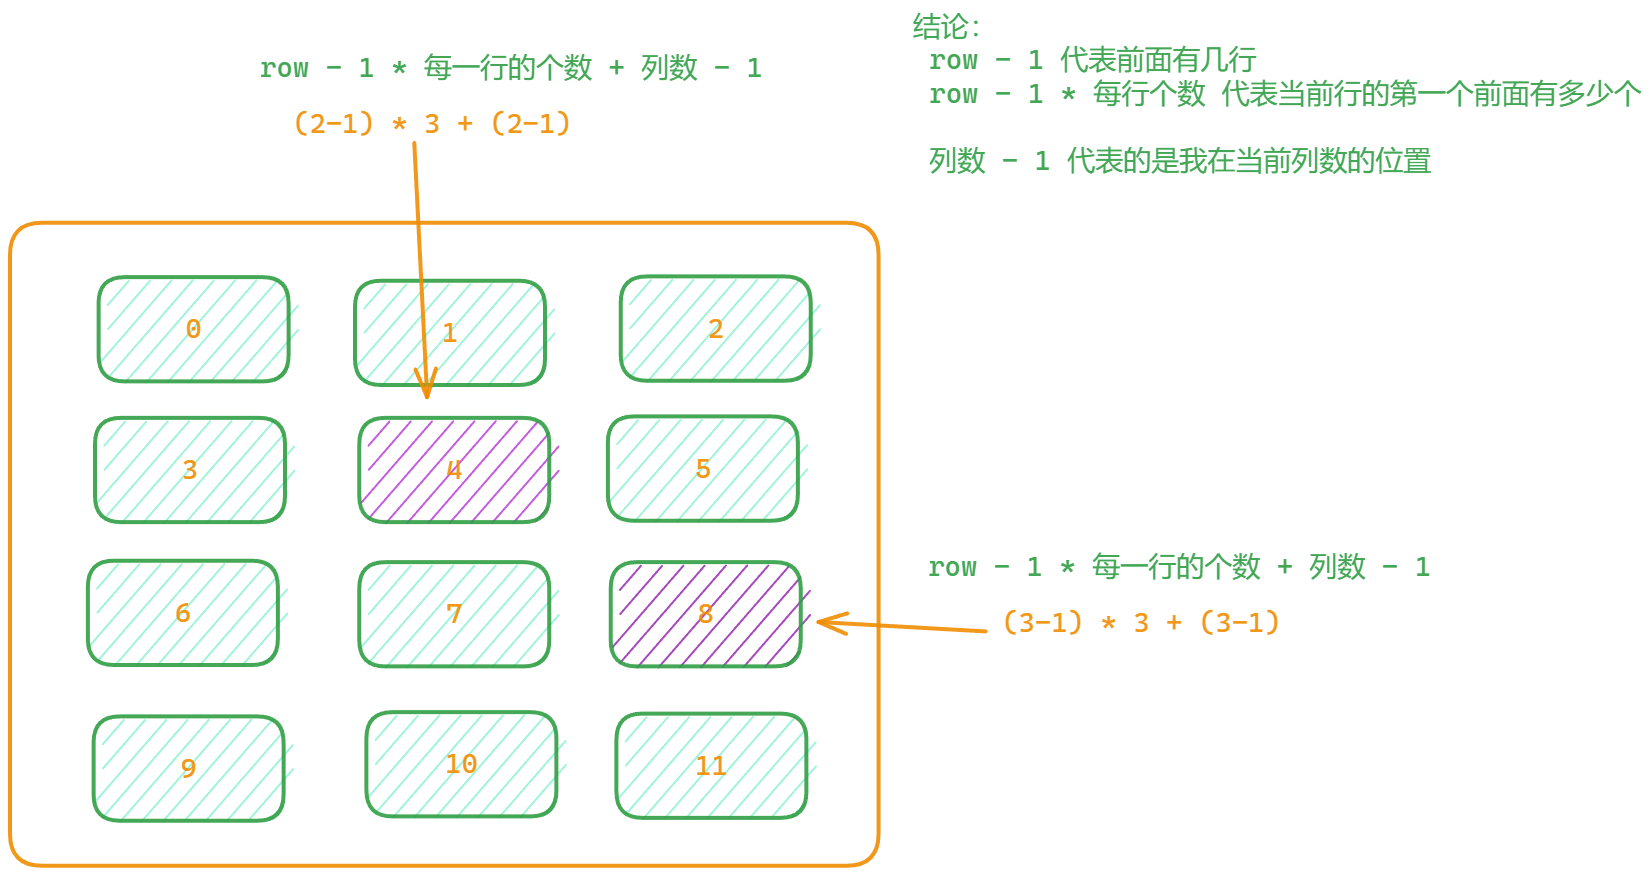 结论：
row - 1 代表前面有几行
row - 1 * 每行个数 代表当前行的第一个前面有多少个
列数 - 1 代表的是我在当前列数的位置
row - 1 * 每一行的个数 + 列数 - 1
(2-1) * 3 + (2-1)
0
1
2
3
4
5
6
7
8
9
10
11
row - 1 * 每一行的个数 + 列数 - 1
(3-1) * 3 + (3-1)